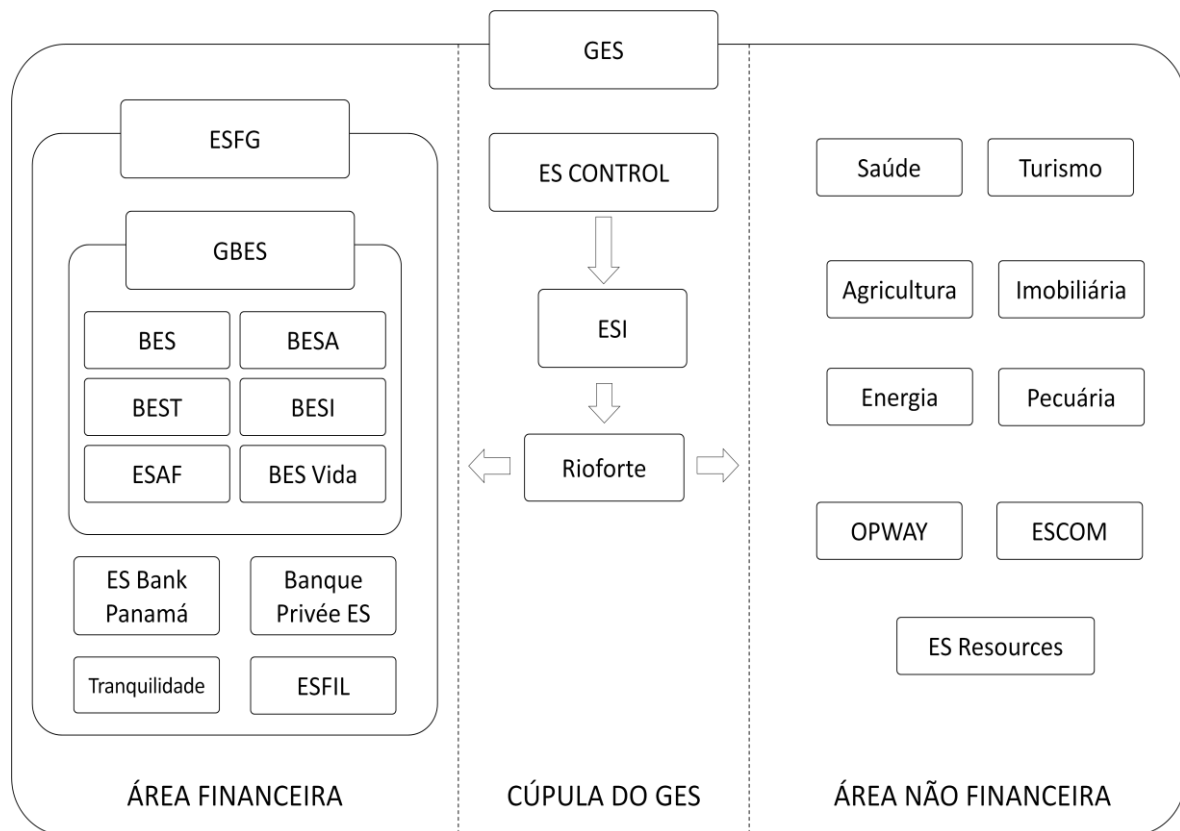 GES
ESFG
GBES
BES
BESA
BEST
BESI
ESAF
BES Vida
ES Bank
Panamá
Banque
Privée ES
Tranquilidade
ESFIL
ÁREA FINANCEIRA
ES CONTROL
ESI
Rioforte
CÚPULA DO GES
Saúde
Turismo
Agricultura
Imobiliária
Energia
Pecuária
OPWAY
ESCOM
ES Resources
ÁREA NÃO FINANCEIRA